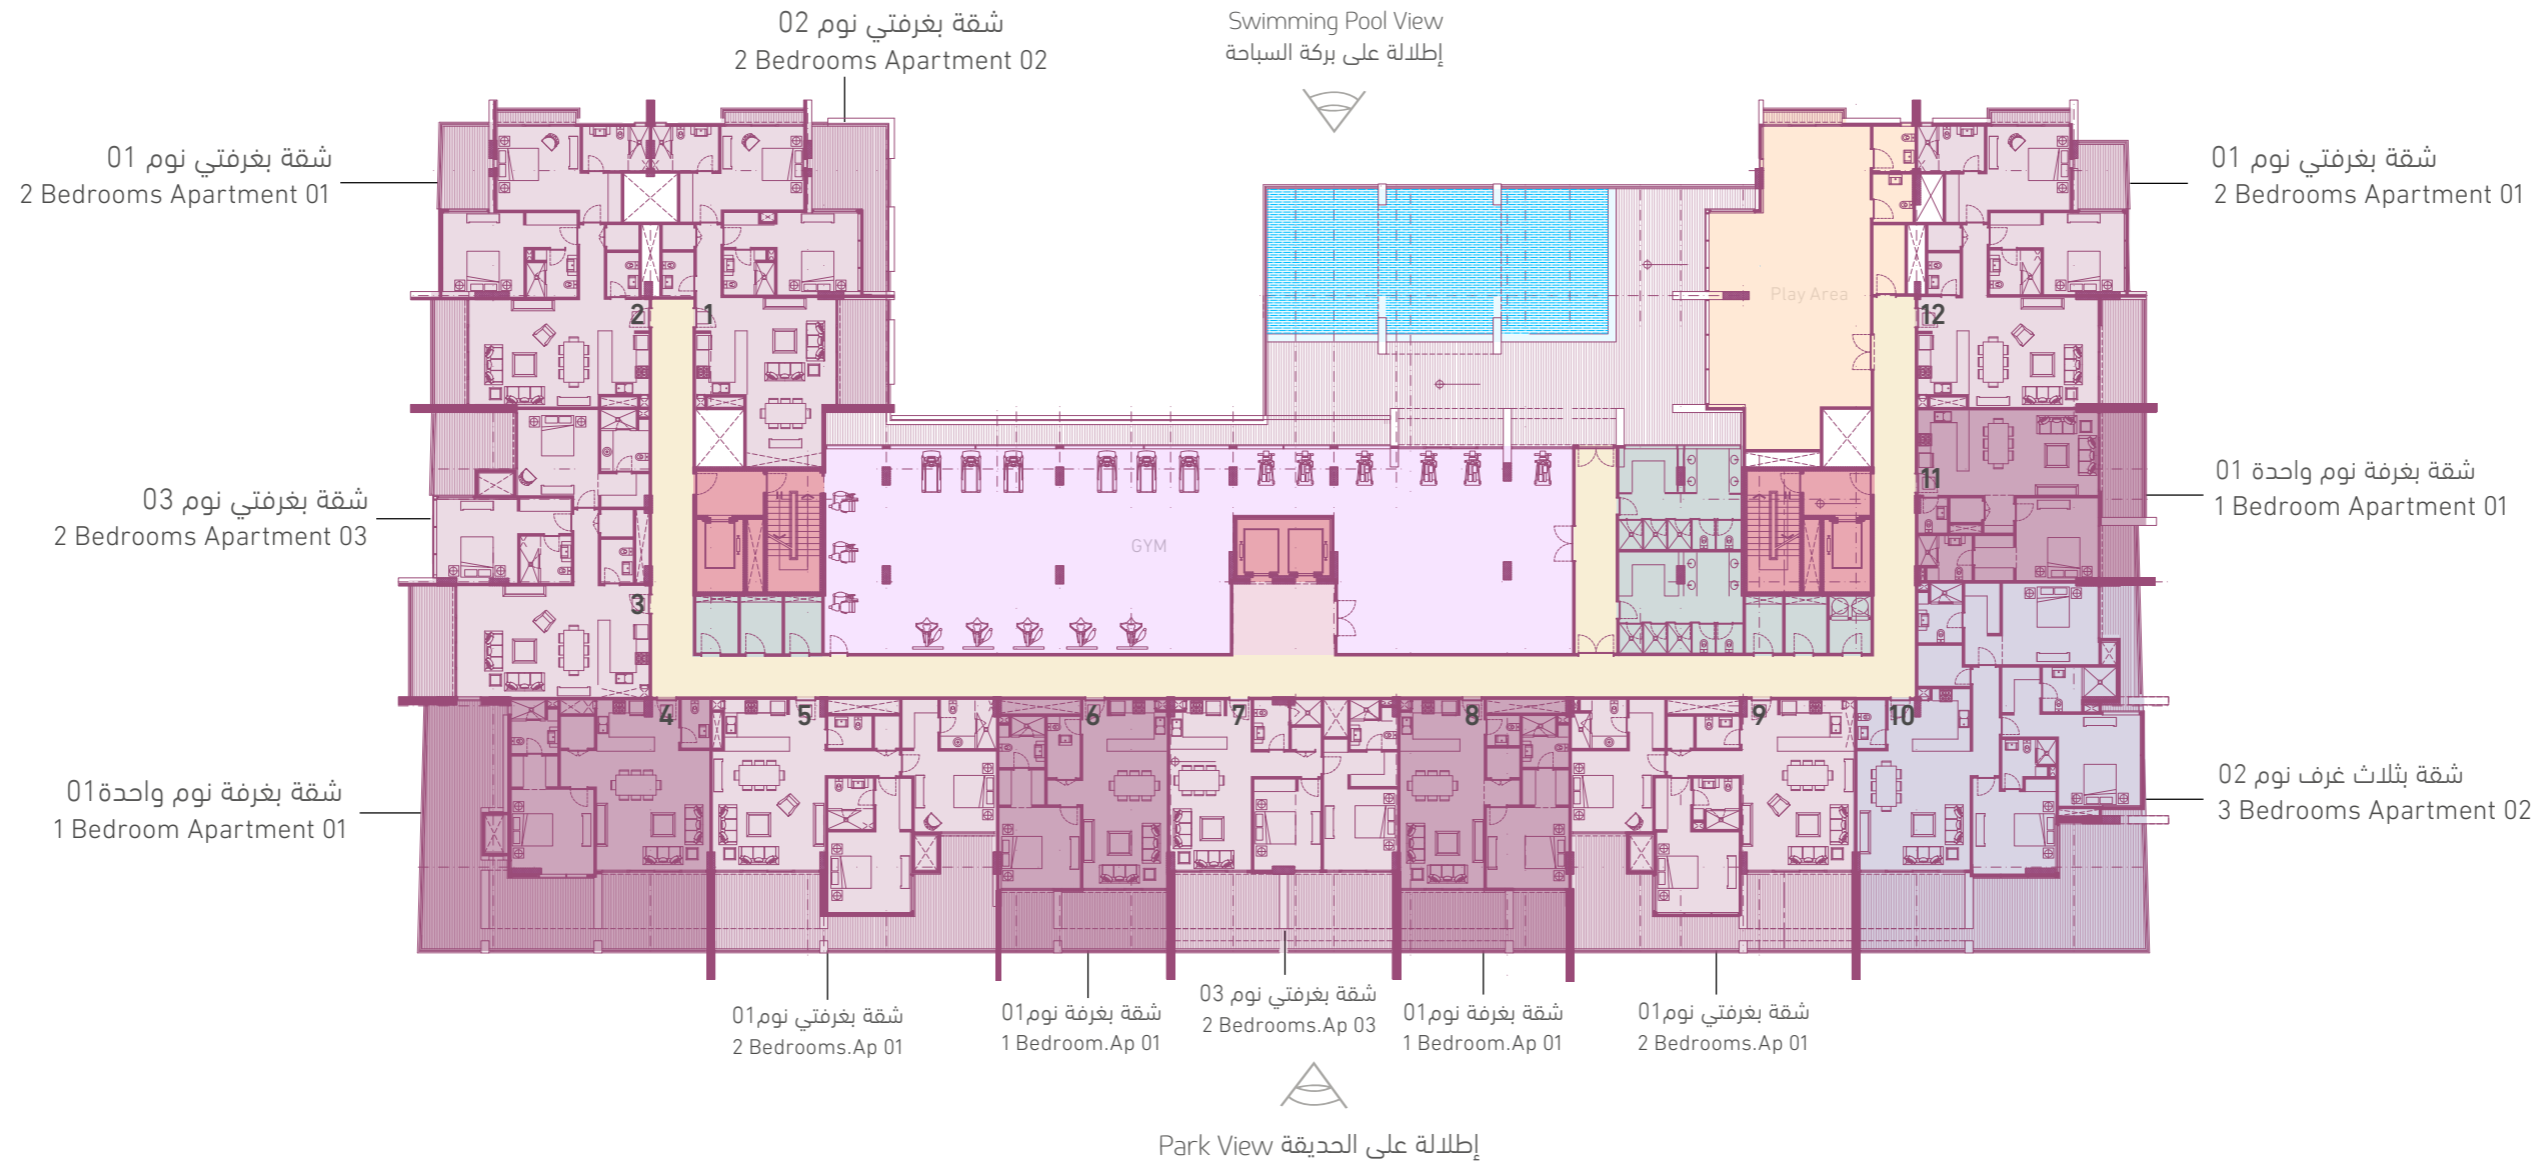 شقة بغرفتي نوم 02
2 Bedrooms Apartment 02
Swimming Pool View
إطلالة على بركة السباحة
شقة بغرفتي نوم 01
2 Bedrooms Apartment 01
شقة بغرفتي نوم 01
2 Bedrooms Apartment 01
Play Area
2
1
12
شقة بغرفتي نوم 03
2 Bedrooms Apartment 03
شقة بغرفة نوم واحدة 01
1 Bedroom Apartment 01
11
GYM
3
4
5
6
7
8
9
10
شقة بغرفة نوم واحدة01
1 Bedroom Apartment 01
شقة بثلاث غرف نوم 02
3 Bedrooms Apartment 02
شقة بغرفتي نوم01
2 Bedrooms.Ap 01
شقة بغرفة نوم01
1 Bedroom.Ap 01
شقة بغرفتي نوم 03
2 Bedrooms.Ap 03
شقة بغرفة نوم01
1 Bedroom.Ap 01
شقة بغرفتي نوم01
2 Bedrooms.Ap 01
Park View إطلالة على الحديقة